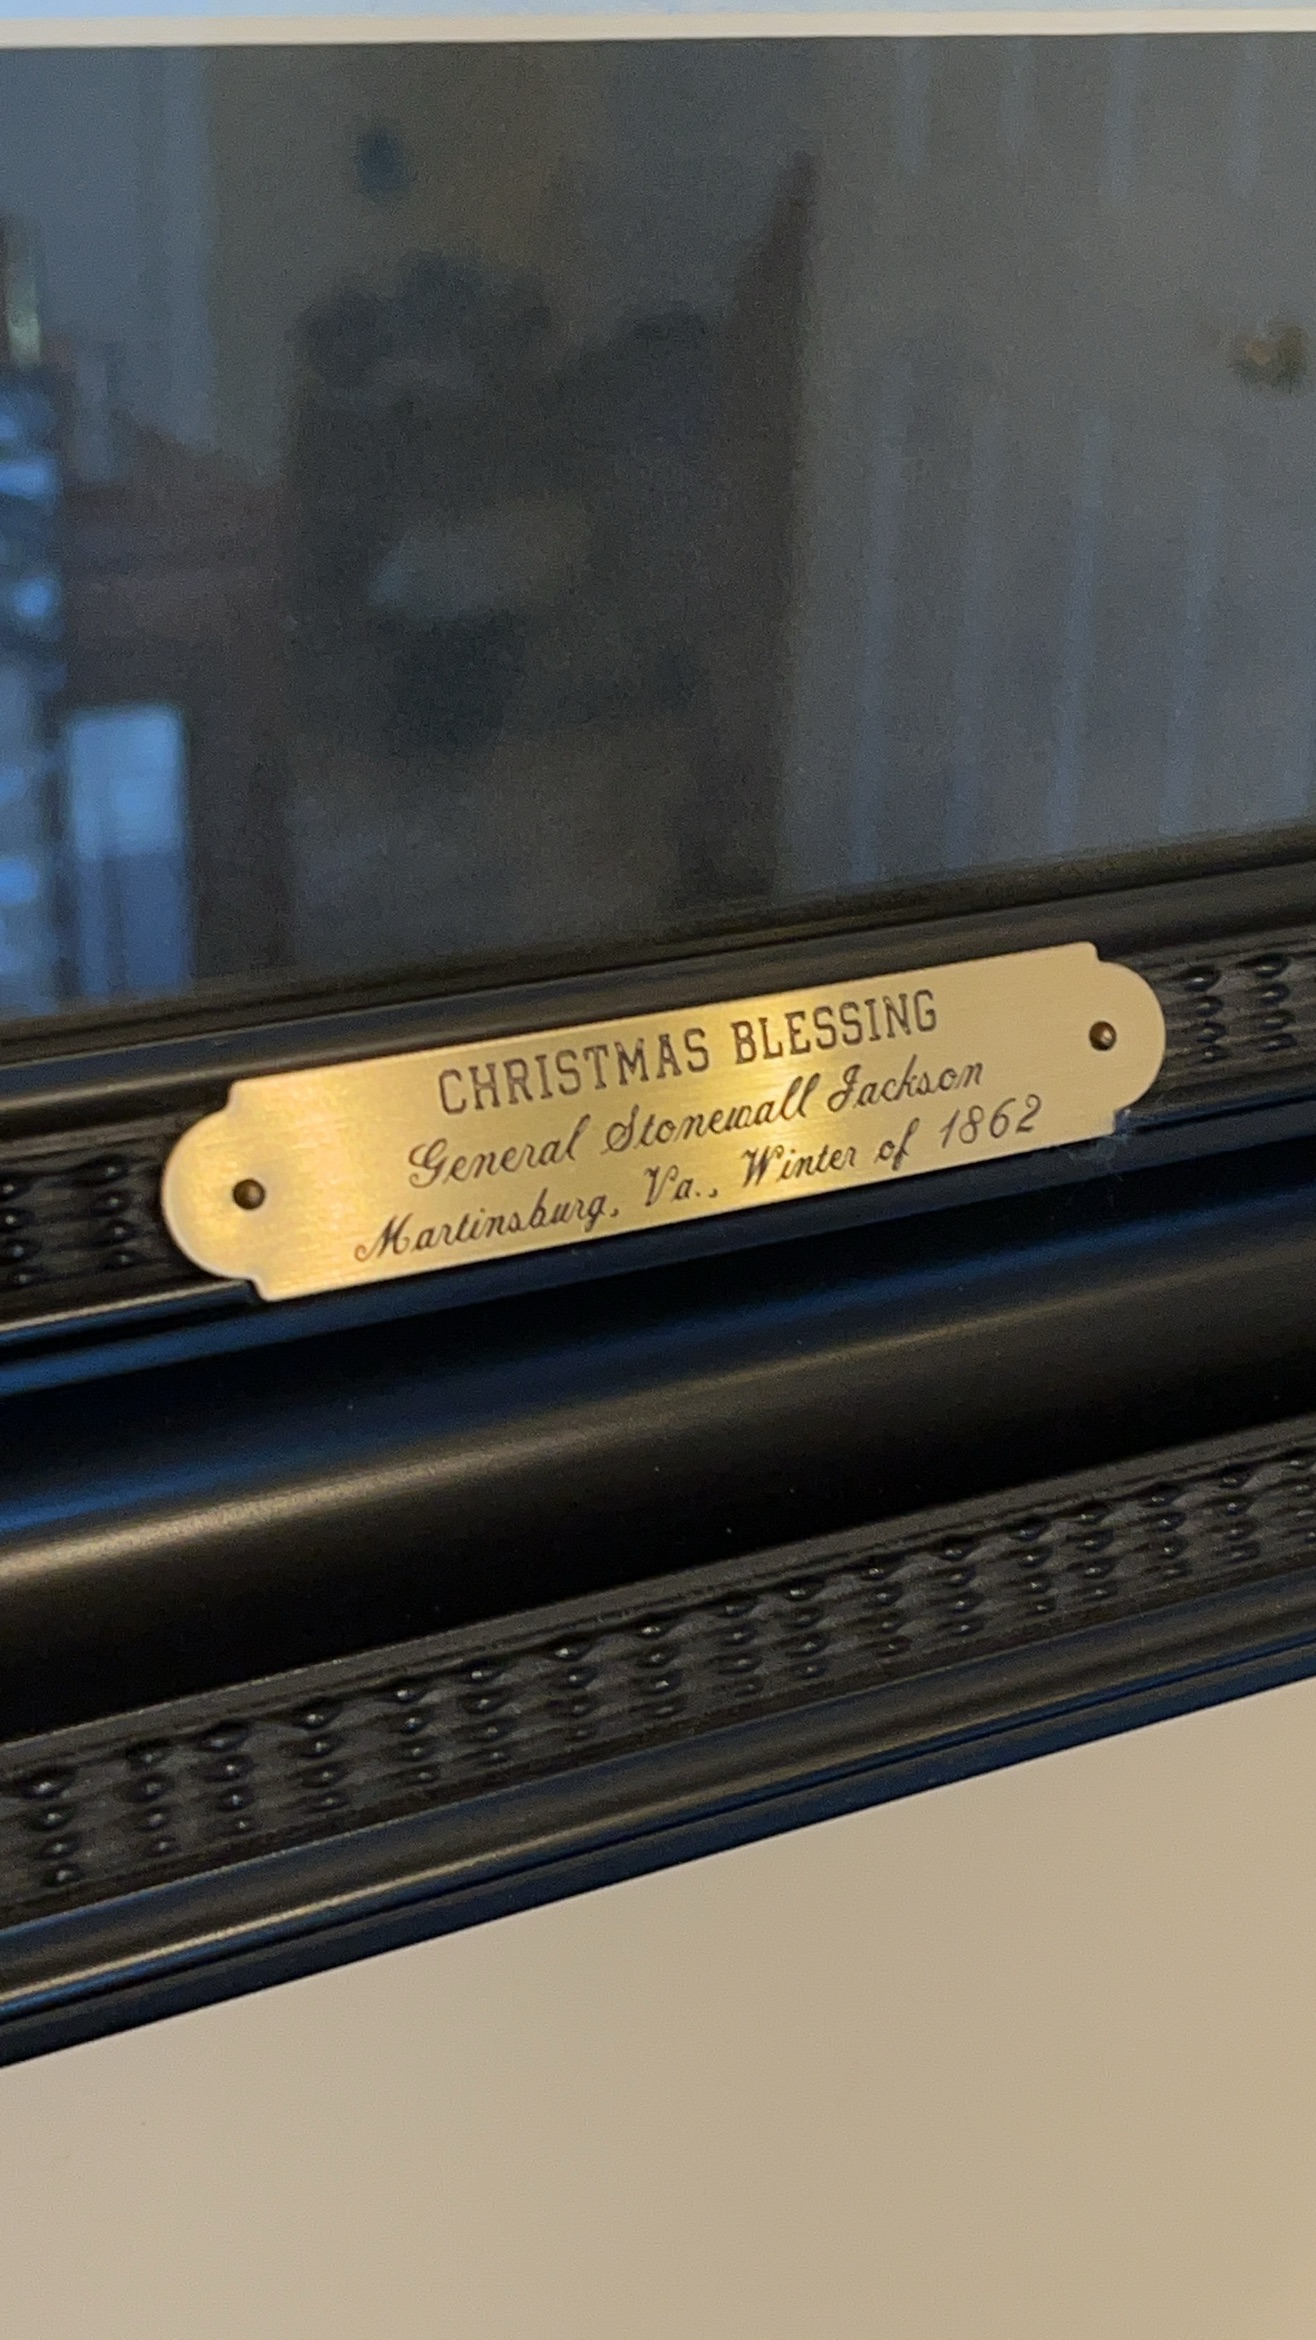 CHRISTMAS BLESSING
General Stonewall Jackson
Martinsburg, Va., Winter of 1862